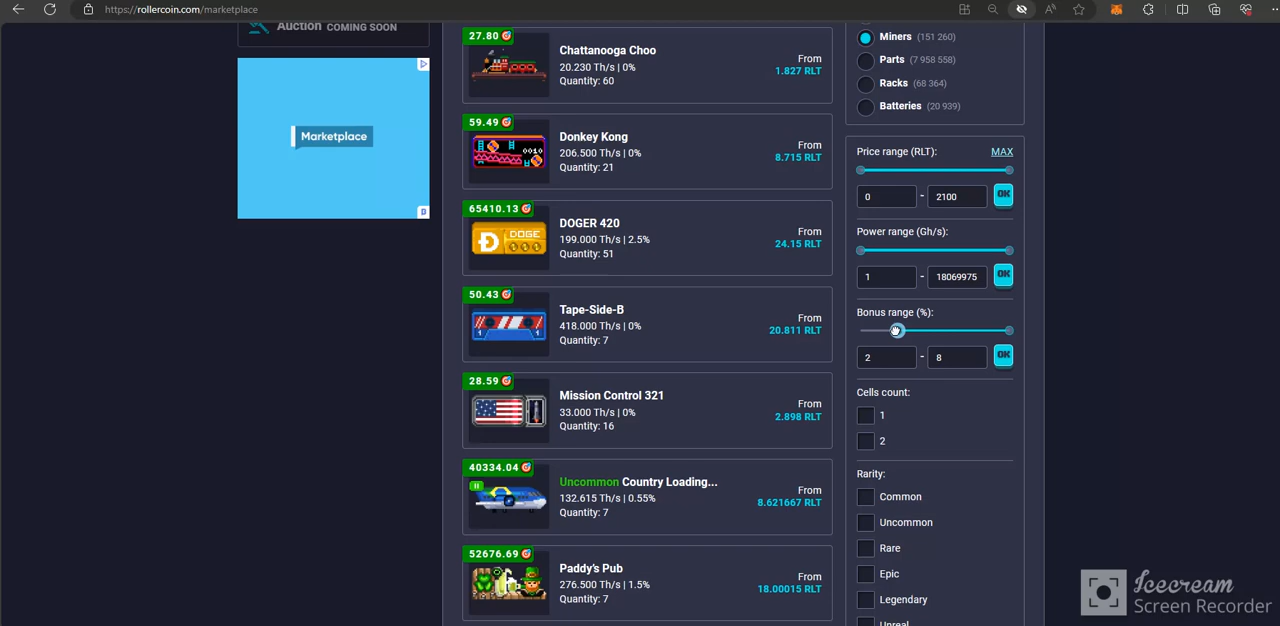 https://rollercoin.com/marketplace
Auction COMING SOON
Marketplace
27.80
Chattanooga Choo
20.230 Th/s | 0%
Quantity: 60
From
1.827 RLT
59.49
Donkey Kong
206.500 Th/s | 0%
Quantity: 21
From
8.715 RLT
65410.13
DOGE
DOGER 420
199.000 Th/s | 2.5%
Quantity: 51
From
24.15 RLT
50.43
Tape-Side-B
418.000 Th/s | 0%
Quantity: 7
From
20.811 RLT
28.59
Mission Control 321
33.000 Th/s | 0%
Quantity: 16
From
2.898 RLT
40334.04
Uncommon Country Loading...
132.615 Th/s | 0.55%
Quantity: 7
From
8.621667 RLT
52676.69
Paddy's Pub
276.500 Th/s | 1.5%
Quantity: 7
From
18.00015 RLT
Miners (151 260)
Parts (7 958 558)
Racks (68 364)
Batteries (20 939)
Price range (RLT): MAX
0 - 2100 OK
Power range (Gh/s):
1 - 18069975 OK
Bonus range (%):
2 - 8 OK
Cells count:
1
2
Rarity:
Common
Uncommon
Rare
Epic
Legendary
Unreal
Icecream
Screen Recorder